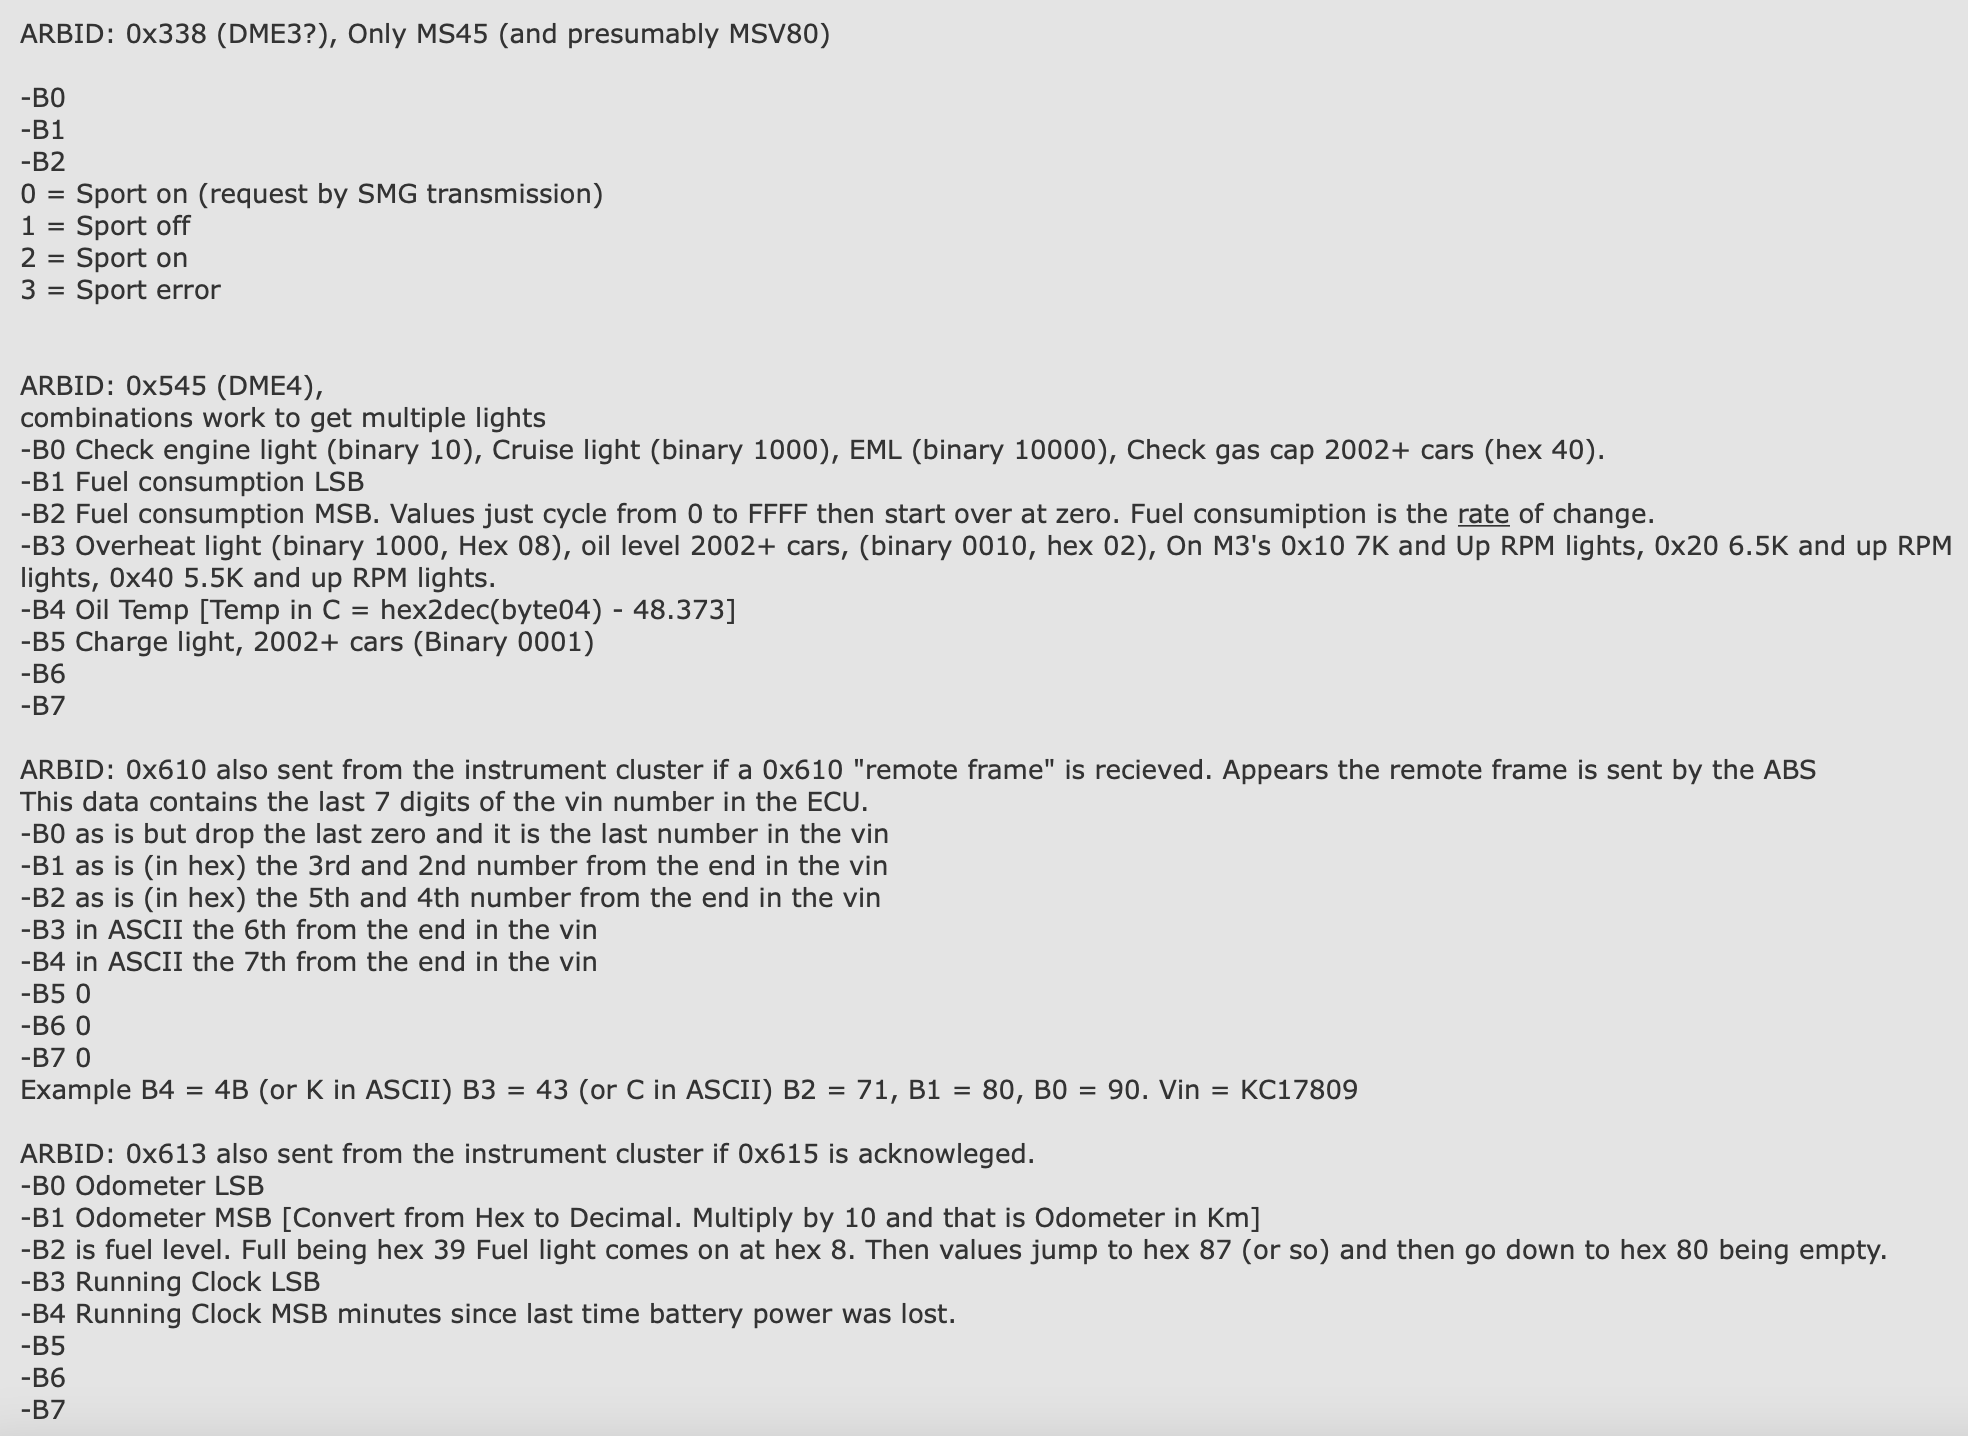 ARBID: 0x338 (DME3?), Only MS45 (and presumably MSV80)
-B0
-B1
-B2
0 = Sport on (request by SMG transmission)
1 = Sport off
2 = Sport on
3 = Sport error
ARBID: 0x545 (DME4),
combinations work to get multiple lights
-B0 Check engine light (binary 10), Cruise light (binary 1000), EML (binary 10000), Check gas cap 2002+ cars (hex 40).
-B1 Fuel consumption LSB
-B2 Fuel consumption MSB. Values just cycle from 0 to FFFF then start over at zero. Fuel consumiption is the rate of change.
-B3 Overheat light (binary 1000, Hex 08), oil level 2002+ cars, (binary 0010, hex 02), On M3's 0x10 7K and Up RPM lights, 0x20 6.5K and up RPM
lights, 0x40 5.5K and up RPM lights.
-B4 Oil Temp [Temp in C = hex2dec(byte04) - 48.373]
-B5 Charge light, 2002+ cars (Binary 0001)
-B6
-B7
ARBID: 0x610 also sent from the instrument cluster if a 0x610 "remote frame" is recieved. Appears the remote frame is sent by the ABS
This data contains the last 7 digits of the vin number in the ECU.
-B0 as is but drop the last zero and it is the last number in the vin
-B1 as is (in hex) the 3rd and 2nd number from the end in the vin
-B2 as is (in hex) the 5th and 4th number from the end in the vin
-B3 in ASCII the 6th from the end in the vin
-B4 in ASCII the 7th from the end in the vin
-B5 0
-B6 0
-B7 0
Example B4 = 4B (or K in ASCII) B3 = 43 (or C in ASCII) B2 = 71, B1 = 80, B0 = 90. Vin = KC17809
ARBID: 0x613 also sent from the instrument cluster if 0x615 is acknowleged.
-B0 Odometer LSB
-B1 Odometer MSB [Convert from Hex to Decimal. Multiply by 10 and that is Odometer in Km]
-B2 is fuel level. Full being hex 39 Fuel light comes on at hex 8. Then values jump to hex 87 (or so) and then go down to hex 80 being empty.
-B3 Running Clock LSB
-B4 Running Clock MSB minutes since last time battery power was lost.
-B5
-B6
-B7